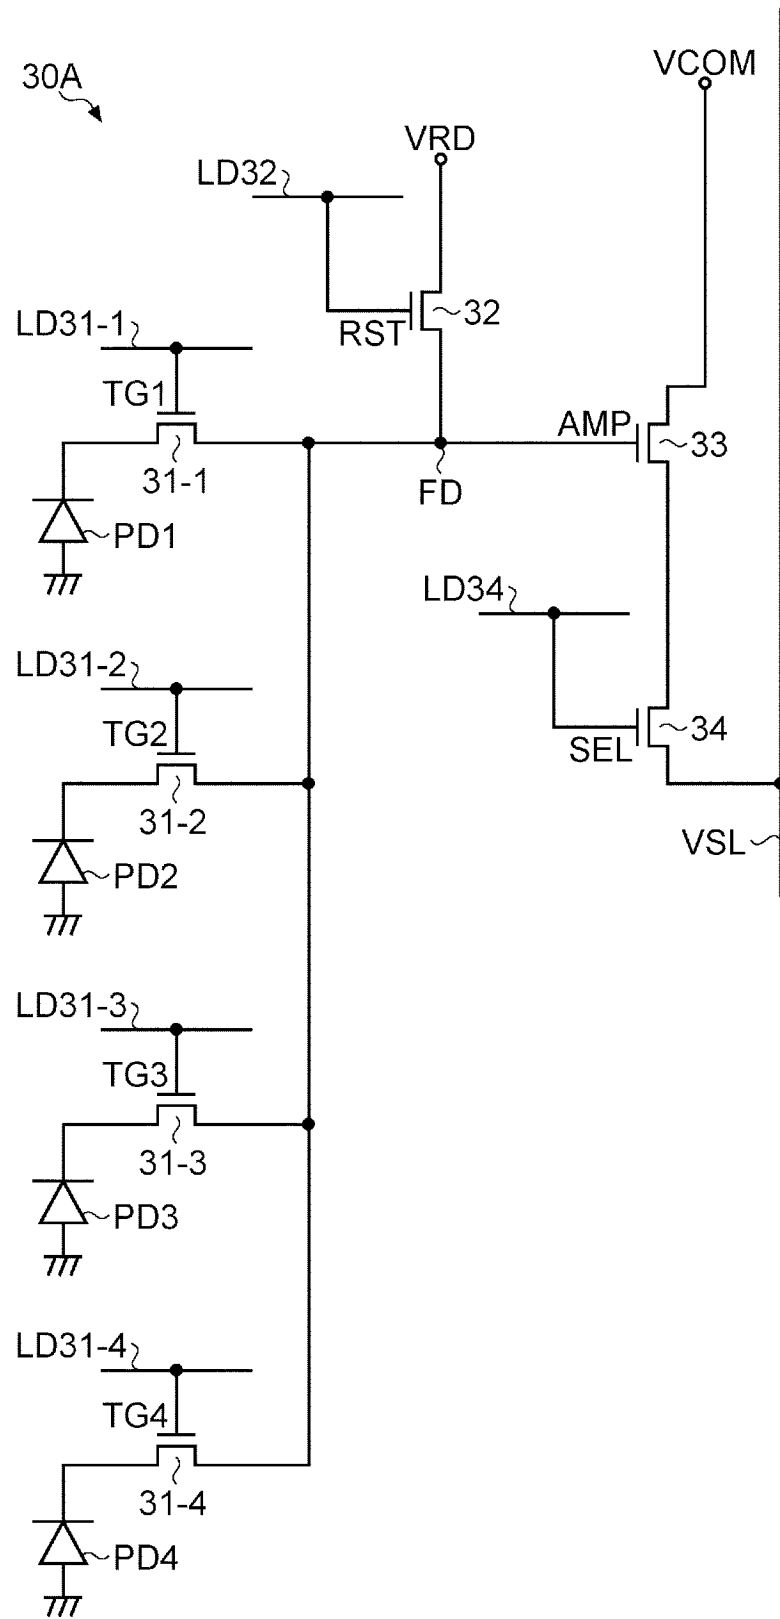 30A
VCOM
VRD
LD32
RST
32
LD31-1
TG1
31-1
AMP
33
FD
PD1
LD34
SEL
34
VSL
LD31-2
TG2
31-2
PD2
LD31-3
TG3
31-3
PD3
LD31-4
TG4
31-4
PD4